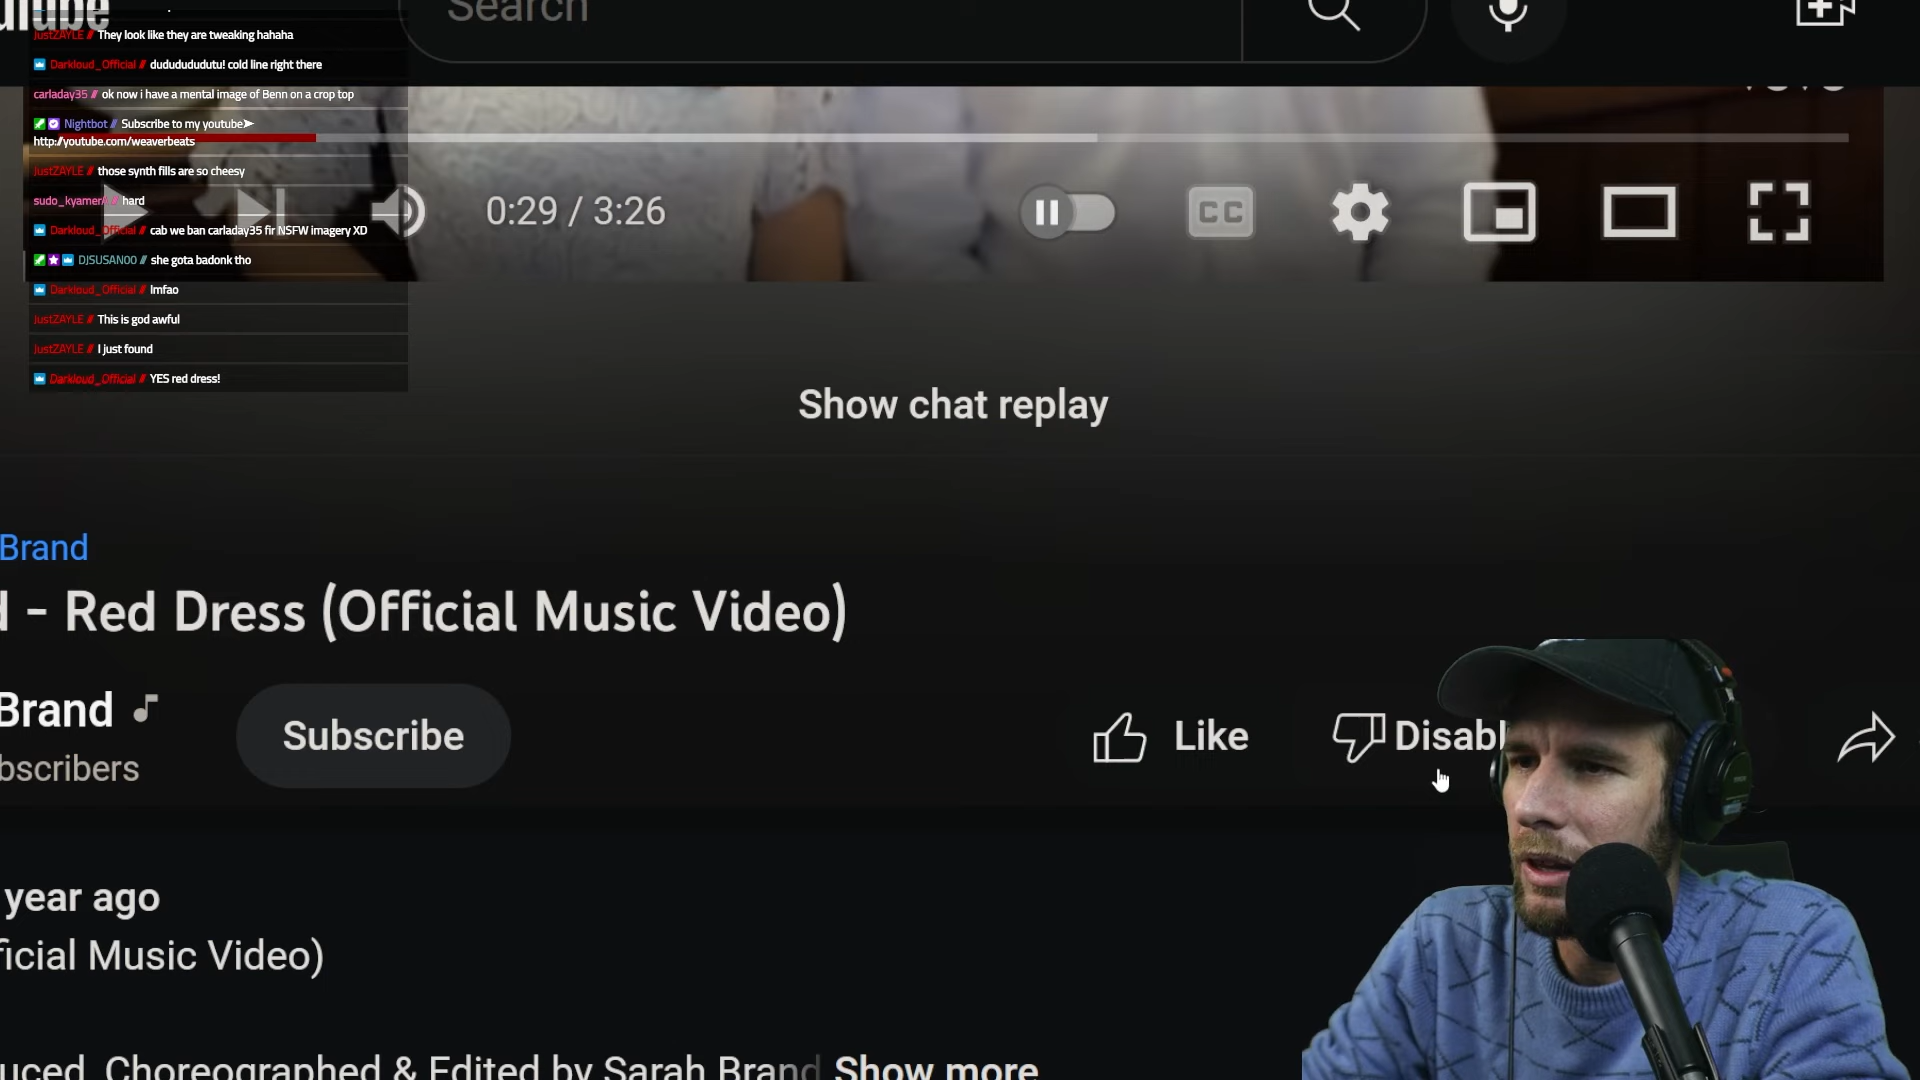 Search
JustZAYLE // They look like they are tweaking hahaha
Darkloud_Official // dududududutu! cold line right there
carladay35 // ok now i have a mental image of Benn on a crop top
Nightbot // Subscribe to my youtube➤
http://youtube.com/weaverbeats
JustZAYLE // those synth fills are so cheesy
sudo_kyamer // hard
Darkloud_Official // cab we ban carladay35 fir NSFW imagery XD
DJSUSANOO // she gota badonk tho
Darkloud_Official // lmfao
JustZAYLE // This is god awful
JustZAYLE // I just found
Darkloud_Official // YES red dress!
0:29 / 3:26
CC
Show chat replay
Brand
- Red Dress (Official Music Video)
Brand
bscribers
Subscribe
Like
Disabl
year ago
ficial Music Video)
uced, Choreographed & Edited by Sarah Brand Show more